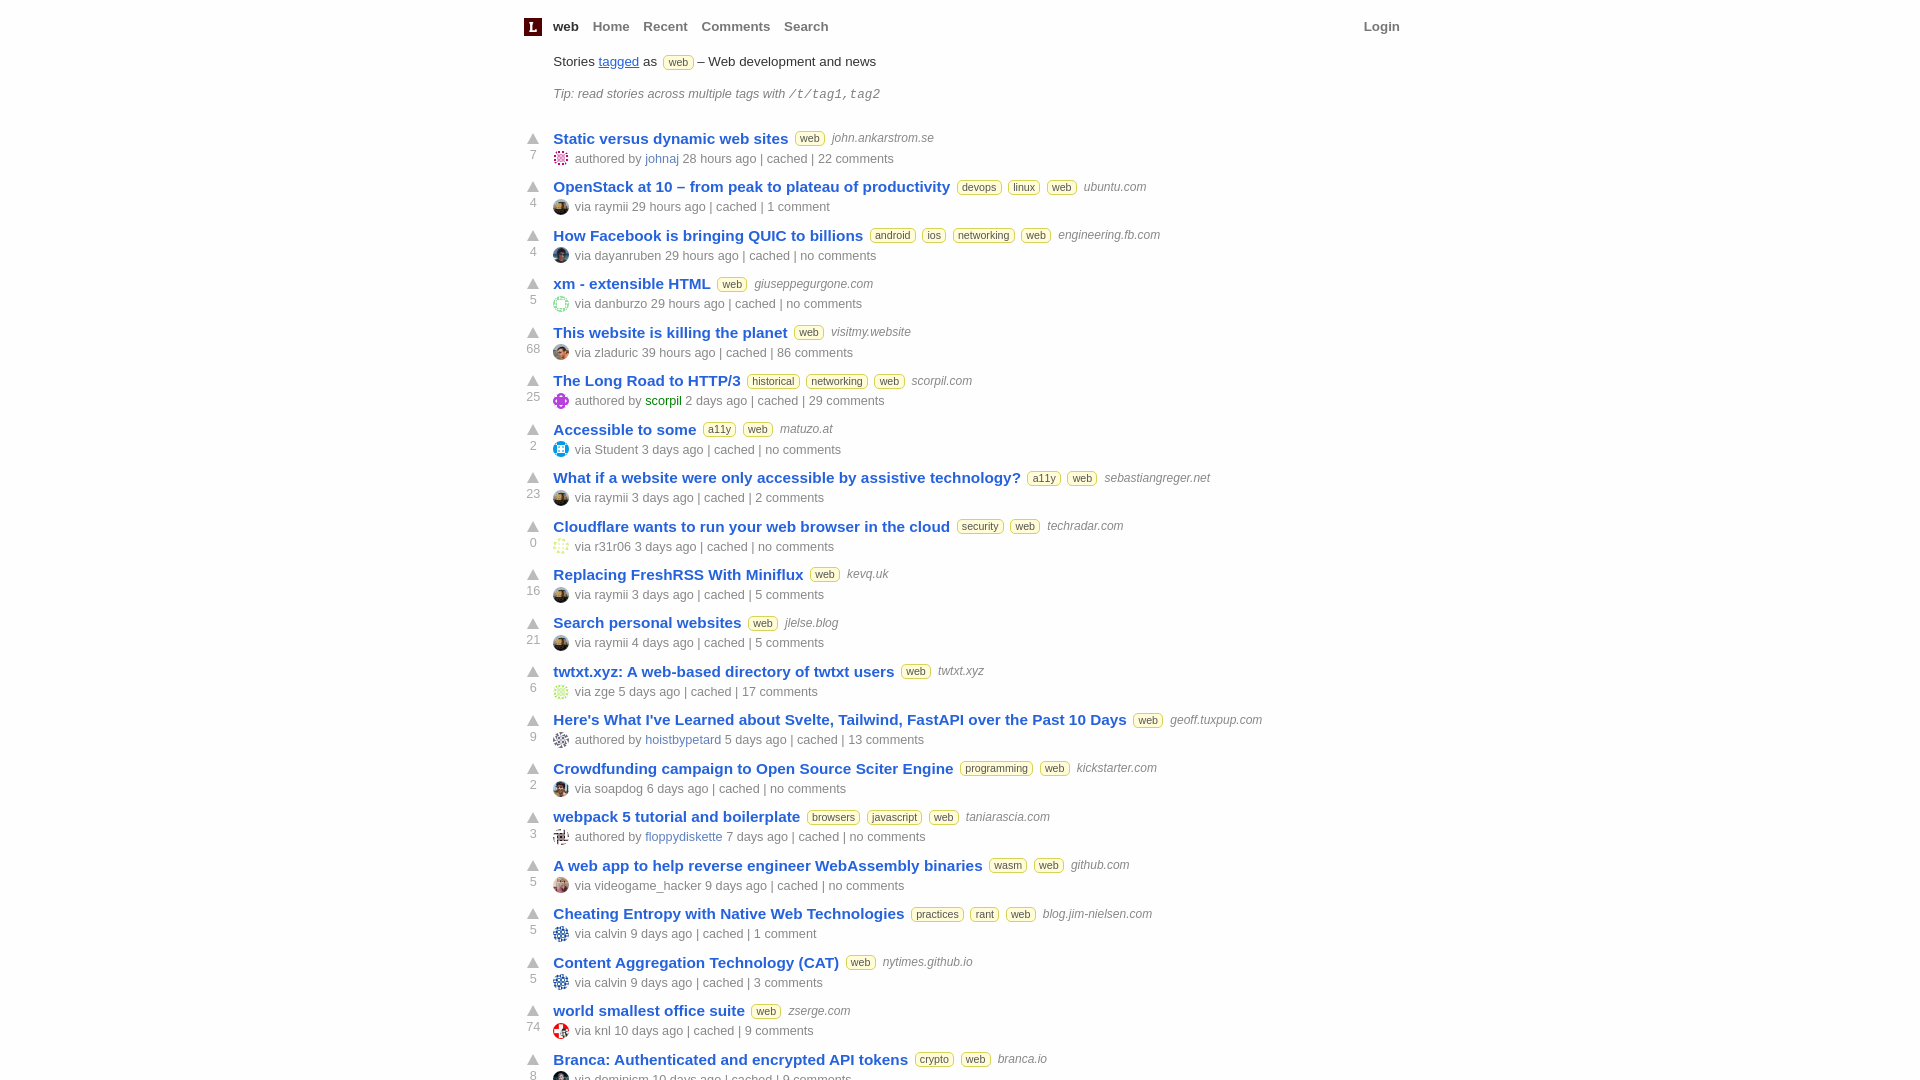 L web Home Recent Comments Search Login
Stories tagged as web – Web development and news
Tip: read stories across multiple tags with /t/tag1,tag2
Static versus dynamic web sites web john.ankarstrom.se
7 authored by johnaj 28 hours ago | cached | 22 comments
OpenStack at 10 – from peak to plateau of productivity devops linux web ubuntu.com
4 via raymii 29 hours ago | cached | 1 comment
How Facebook is bringing QUIC to billions android ios networking web engineering.fb.com
4 via dayanruben 29 hours ago | cached | no comments
xm - extensible HTML web giuseppegurgone.com
5 via danburzo 29 hours ago | cached | no comments
This website is killing the planet web visitmy.website
68 via zladuric 39 hours ago | cached | 86 comments
The Long Road to HTTP/3 historical networking web scorpil.com
25 authored by scorpil 2 days ago | cached | 29 comments
Accessible to some a11y web matuzo.at
2 via Student 3 days ago | cached | no comments
What if a website were only accessible by assistive technology? a11y web sebastiangreger.net
23 via raymii 3 days ago | cached | 2 comments
Cloudflare wants to run your web browser in the cloud security web techradar.com
0 via r31r06 3 days ago | cached | no comments
Replacing FreshRSS With Miniflux web kevq.uk
16 via raymii 3 days ago | cached | 5 comments
Search personal websites web jlelse.blog
21 via raymii 4 days ago | cached | 5 comments
twtxt.xyz: A web-based directory of twtxt users web twtxt.xyz
6 via zge 5 days ago | cached | 17 comments
Here's What I've Learned about Svelte, Tailwind, FastAPI over the Past 10 Days web geoff.tuxpup.com
9 authored by hoistbypetard 5 days ago | cached | 13 comments
Crowdfunding campaign to Open Source Sciter Engine programming web kickstarter.com
2 via soapdog 6 days ago | cached | no comments
webpack 5 tutorial and boilerplate browsers javascript web taniarascia.com
3 authored by floppydiskette 7 days ago | cached | no comments
A web app to help reverse engineer WebAssembly binaries wasm web github.com
5 via videogame_hacker 9 days ago | cached | no comments
Cheating Entropy with Native Web Technologies practices rant web blog.jim-nielsen.com
5 via calvin 9 days ago | cached | 1 comment
Content Aggregation Technology (CAT) web nytimes.github.io
5 via calvin 9 days ago | cached | 3 comments
world smallest office suite web zserge.com
74 via knl 10 days ago | cached | 9 comments
Branca: Authenticated and encrypted API tokens crypto web branca.io
8 via dominicm 10 days ago | cached | 9 comments